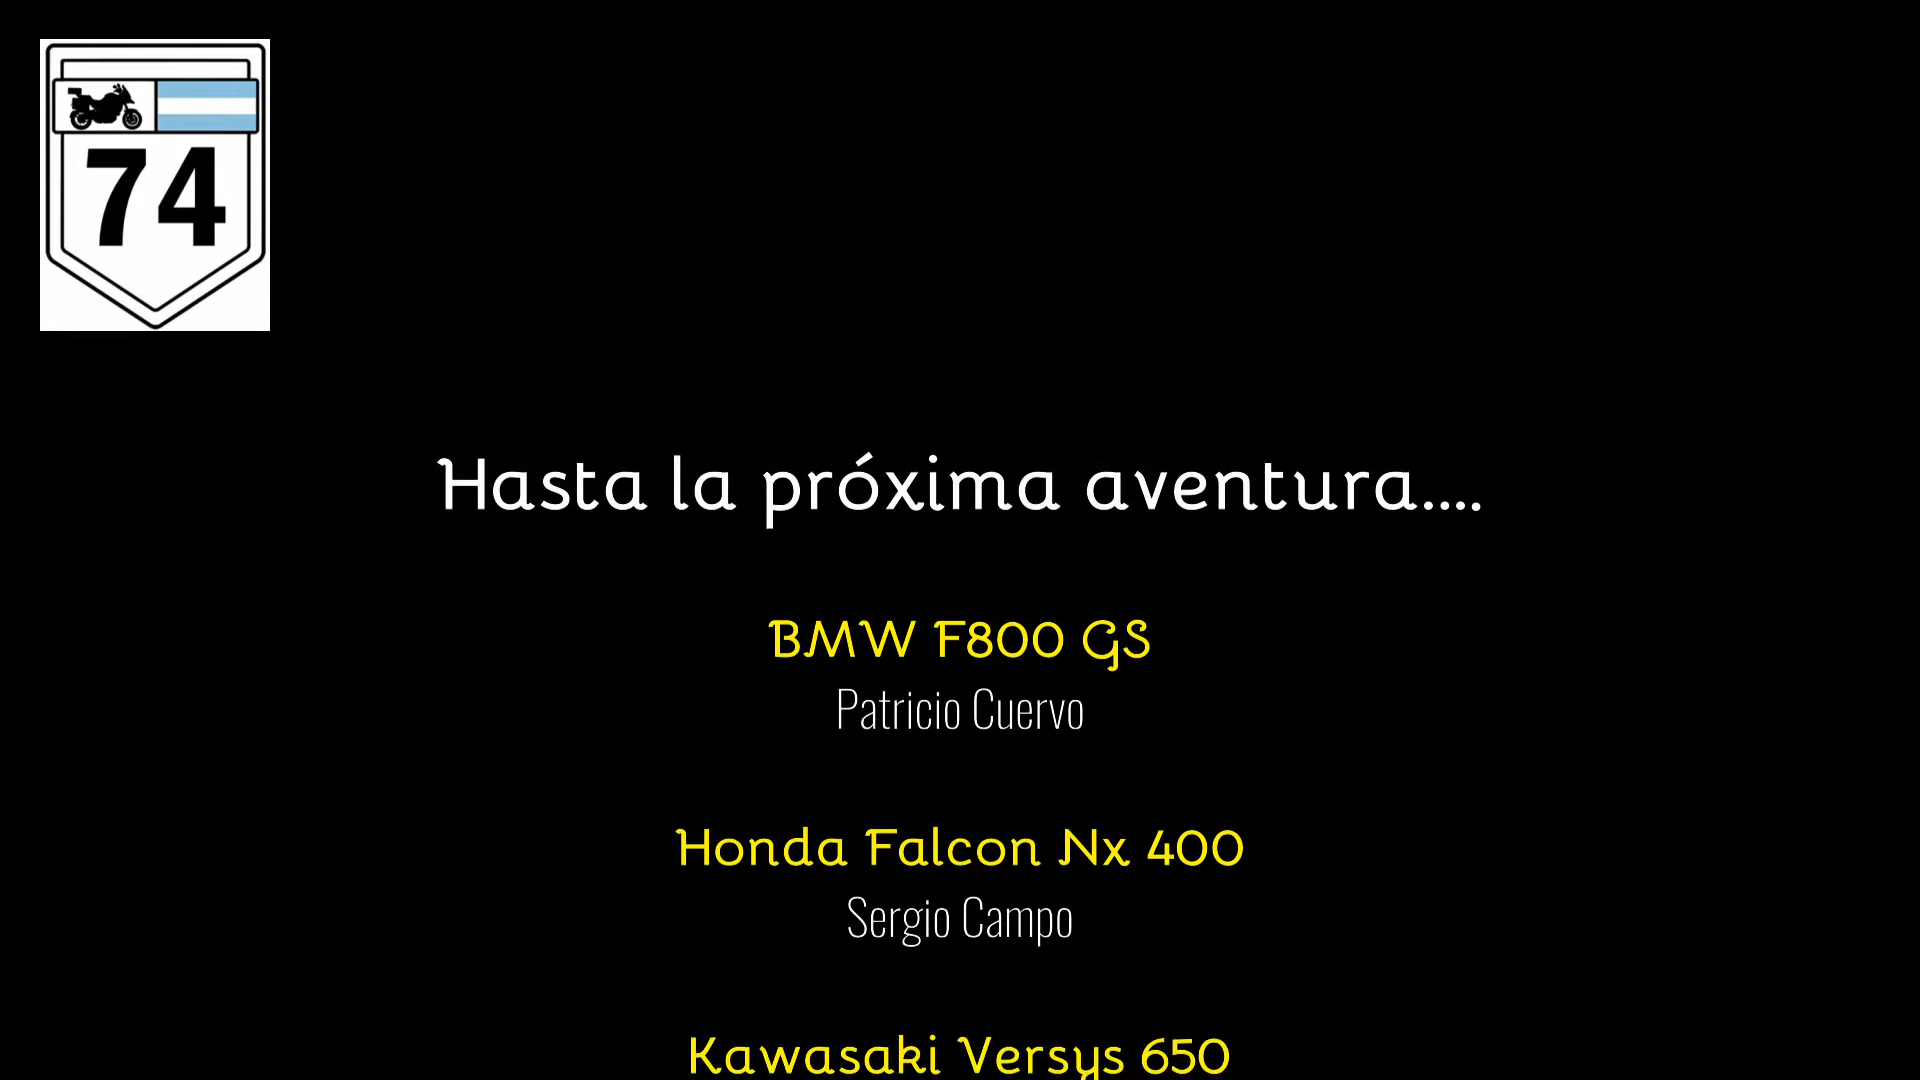 74
Hasta la próxima aventura....
BMW F800 GS
Patricio Cuervo
Honda Falcon Nx 400
Sergio Campo
Kawasaki Versys 650